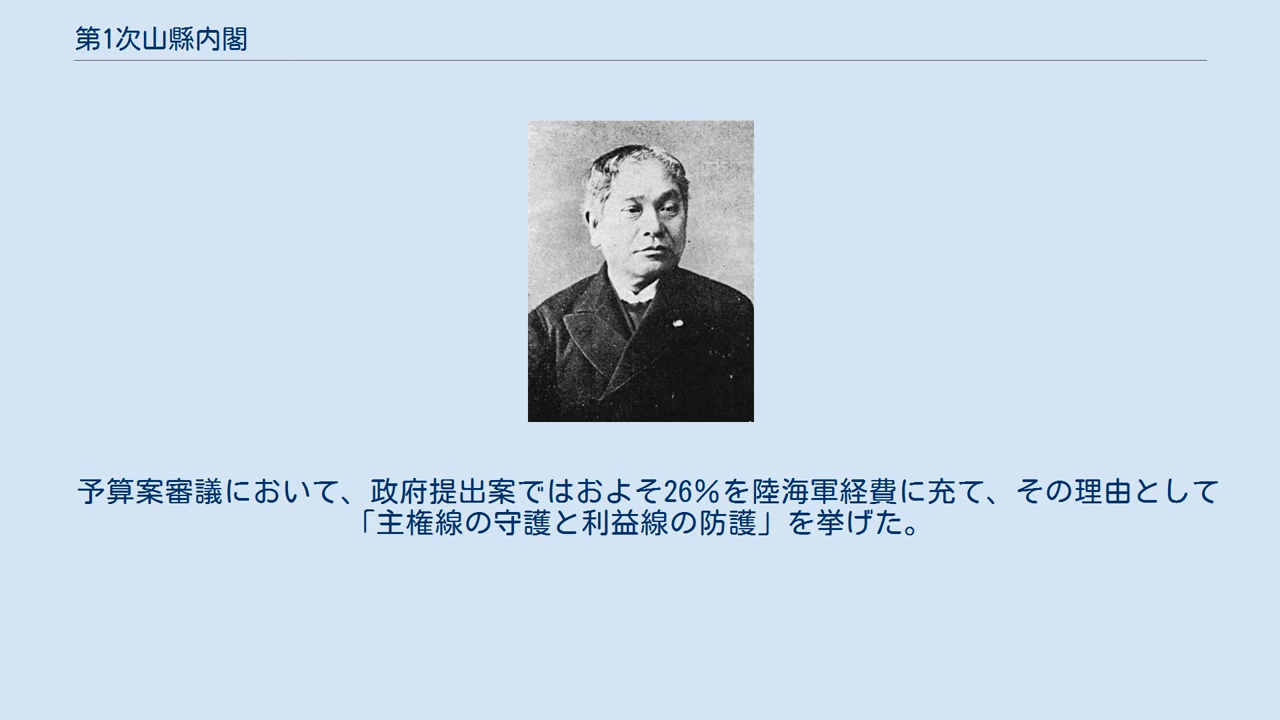 第1次山縣内閣
予算案審議において、政府提出案ではおよそ26％を陸海軍経費に充て、その理由として
「主権線の守護と利益線の防護」を挙げた。